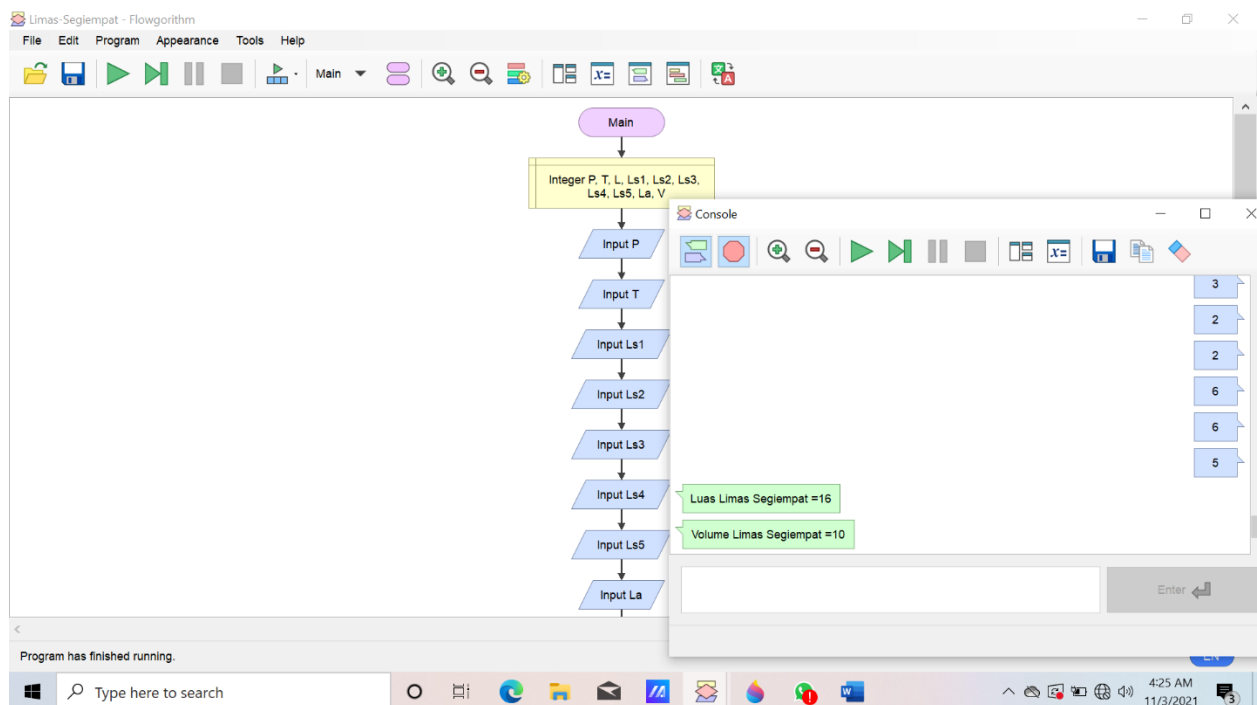 Limas-Segiempat - Flowgorithm
File Edit Program Appearance Tools Help
Main
x=
Main
Integer P, T, L, Ls1, Ls2, Ls3,
Ls4, Ls5, La, V
Input P
Input T
Input Ls1
Input Ls2
Input Ls3
Input Ls4
Input Ls5
Input La
Console
x=
3
2
2
6
6
5
Luas Limas Segiempat =16
Volume Limas Segiempat =10
Enter
Program has finished running.
Type here to search
4:25 AM
11/3/2021
3